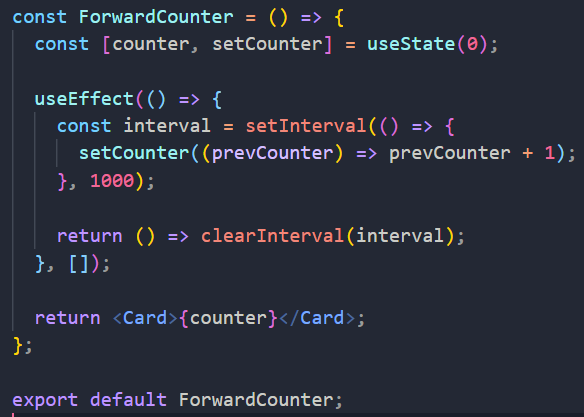 const ForwardCounter = () => {
  const [counter, setCounter] = useState(0);

  useEffect(() => {
    const interval = setInterval(() => {
      setCounter((prevCounter) => prevCounter + 1);
    }, 1000);

    return () => clearInterval(interval);
  }, []);

  return <Card>{counter}</Card>;
};

export default ForwardCounter;